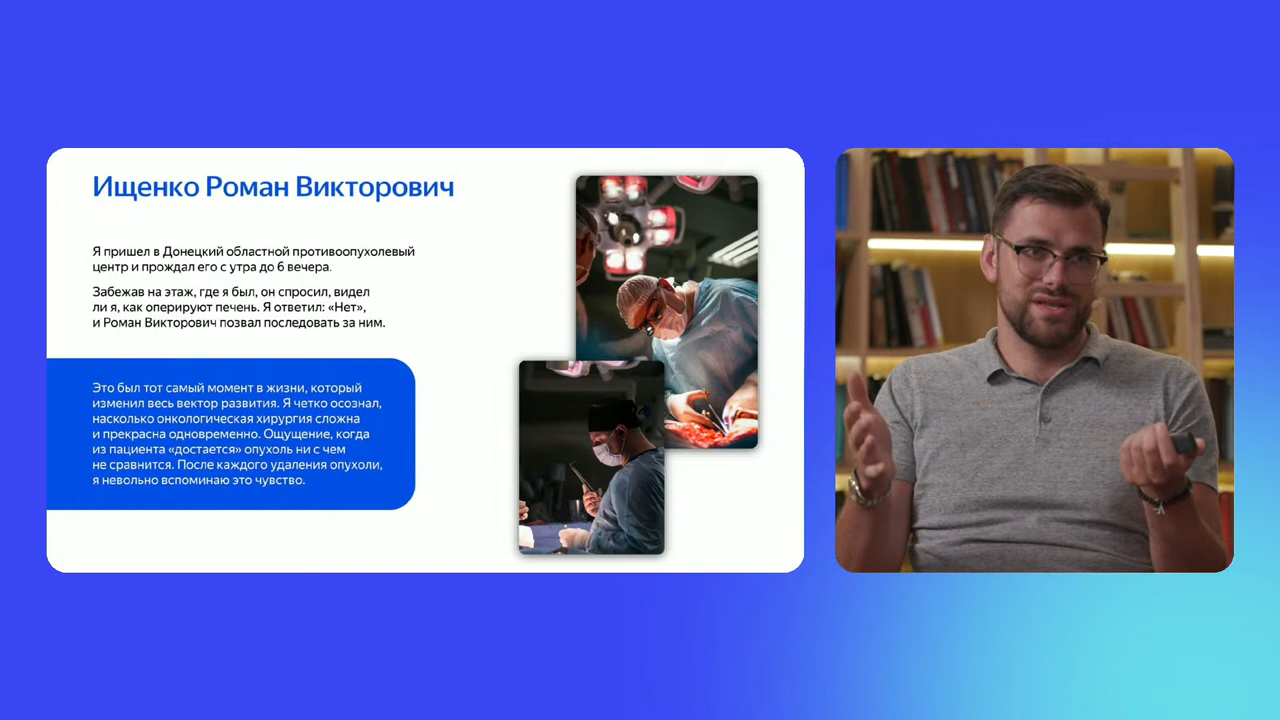 Ищенко Роман Викторович
Я пришел в Донецкий областной противоопухолевый
центр и прождал его с утра до 6 вечера.
Забежав на этаж, где я был, он спросил, видел
ли я, как оперируют печень. Я ответил: «Нет»,
и Роман Викторович позвал последовать за ним.
Это был тот самый момент в жизни, который
изменил весь вектор развития. Я четко осознал,
насколько онкологическая хирургия сложна
и прекрасна одновременно. Ощущение, когда
из пациента «достается» опухоль ни с чем
не сравнится. После каждого удаления опухоли,
я невольно вспоминаю это чувство.